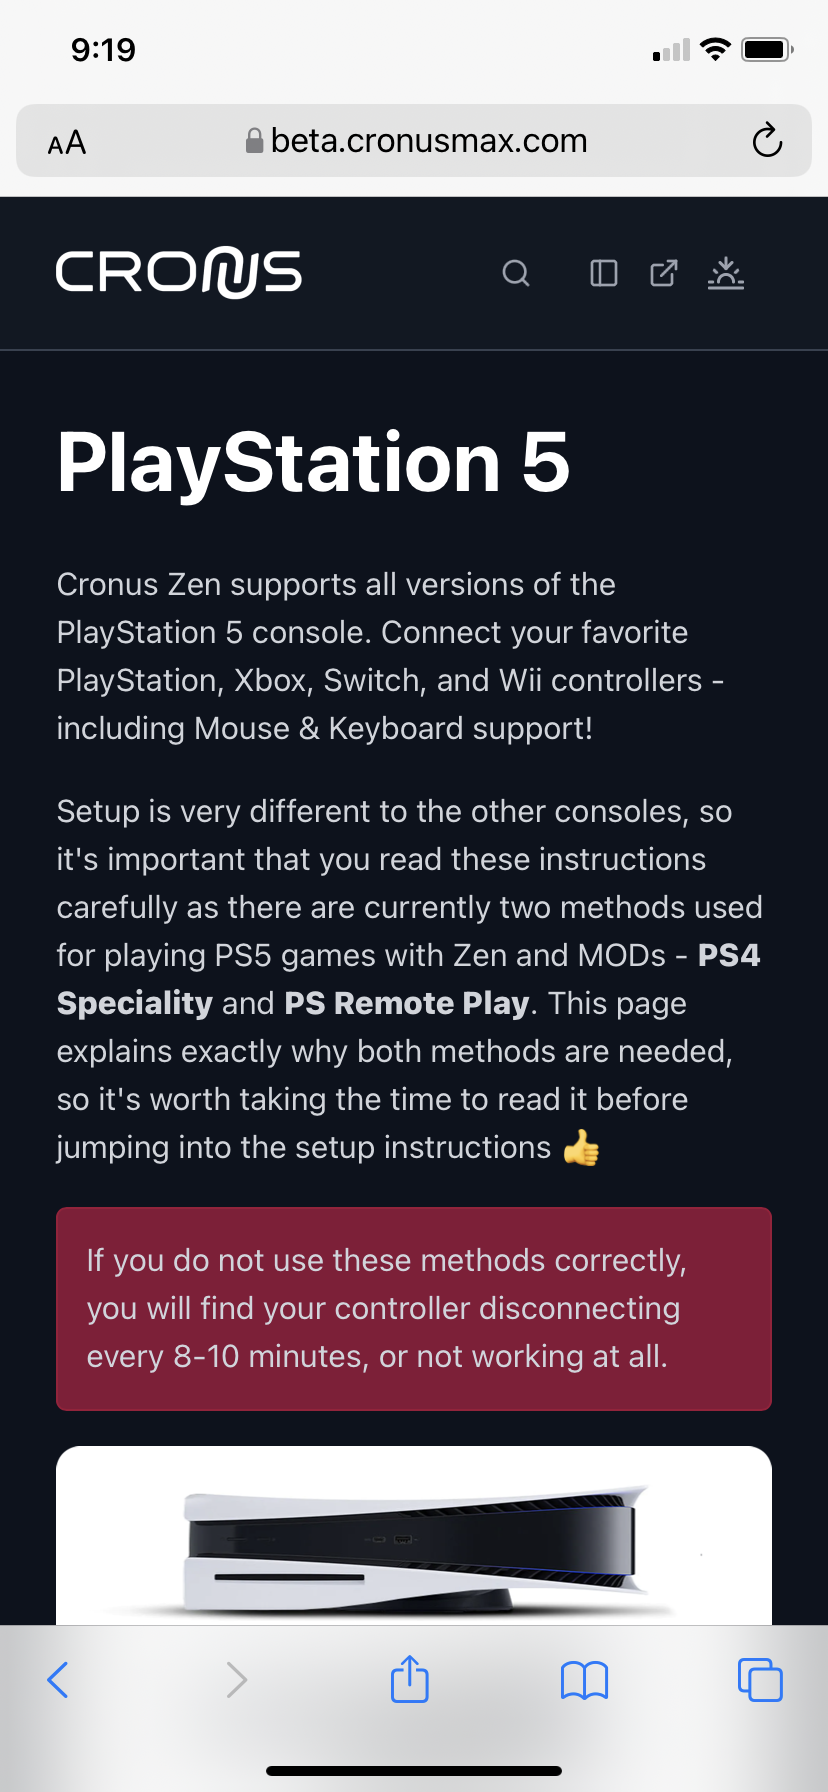 9:19
AA beta.cronusmax.com
CRONUS
PlayStation 5
Cronus Zen supports all versions of the
PlayStation 5 console. Connect your favorite
PlayStation, Xbox, Switch, and Wii controllers -
including Mouse & Keyboard support!
Setup is very different to the other consoles, so
it's important that you read these instructions
carefully as there are currently two methods used
for playing PS5 games with Zen and MODs - PS4
Speciality and PS Remote Play. This page
explains exactly why both methods are needed,
so it's worth taking the time to read it before
jumping into the setup instructions 👍
If you do not use these methods correctly,
you will find your controller disconnecting
every 8-10 minutes, or not working at all.